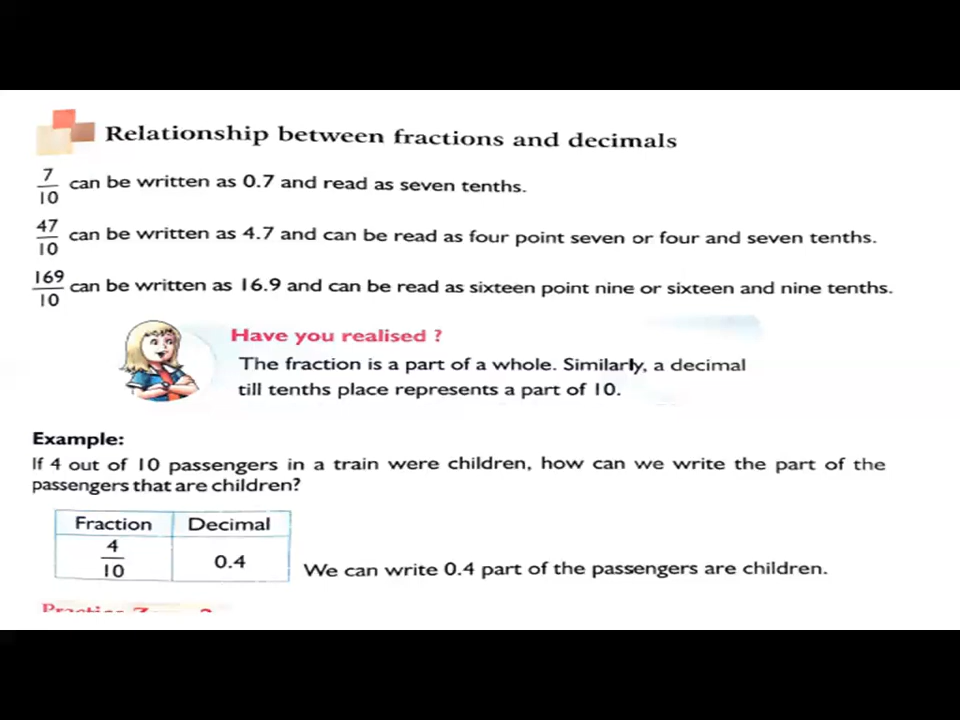 Relationship between fractions and decimals
7/10 can be written as 0.7 and read as seven tenths.
47/10 can be written as 4.7 and can be read as four point seven or four and seven tenths.
169/10 can be written as 16.9 and can be read as sixteen point nine or sixteen and nine tenths.
Have you realised ?
The fraction is a part of a whole. Similarly, a decimal
till tenths place represents a part of 10.
Example:
If 4 out of 10 passengers in a train were children, how can we write the part of the
passengers that are children?
Fraction Decimal
4/10 0.4
We can write 0.4 part of the passengers are children.